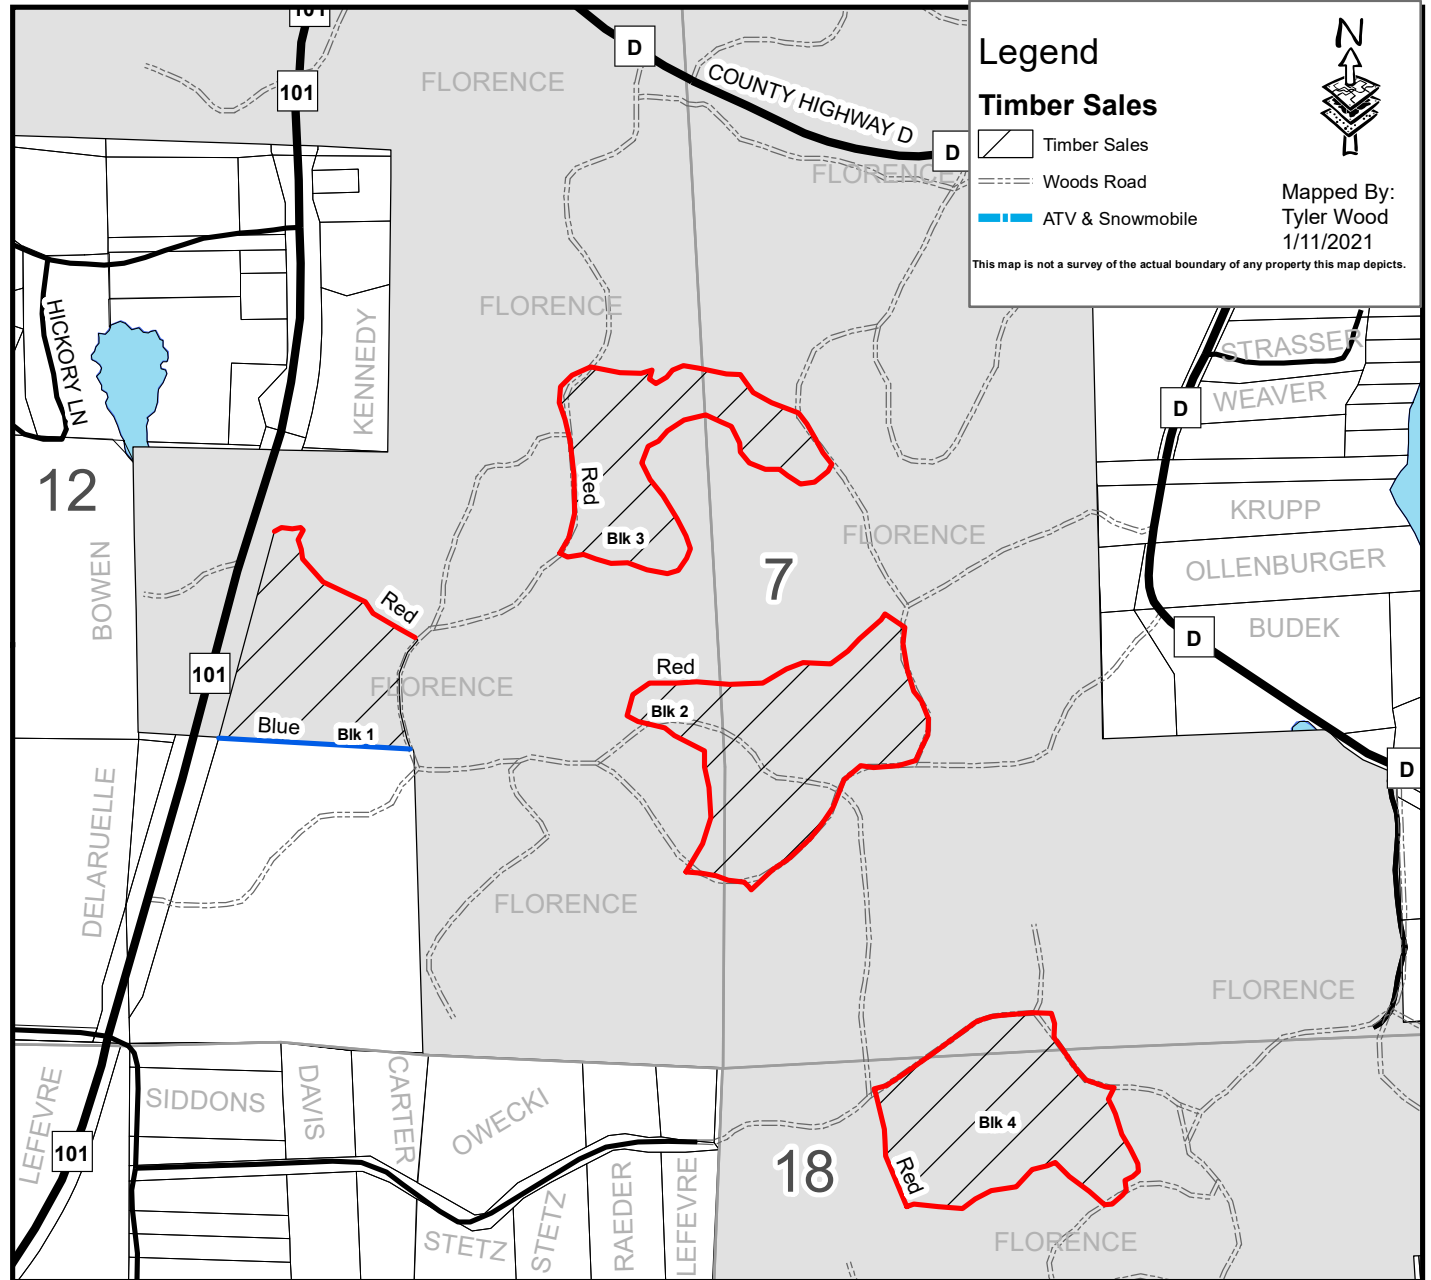 101
Legend
N
D
FLORENCE
COUNTY HIGHWAY D
101
Timber Sales
Timber Sales
D
FLORENCE
Woods Road
Mapped By:
Tyler Wood
1/11/2021
ATV & Snowmobile
This map is not a survey of the actual boundary of any property this map depicts.
FLORENCE
HICKORY LN
KENNEDY
STRASSER
WEAVER
D
12
Red
KRUPP
Blk 3
FLORENCE
OLLENBURGER
7
BOWEN
Red
BUDEK
D
101
Red
FLORENCE
Blk 2
Blue
Blk 1
D
DELARUELLE
FLORENCE
FLORENCE
LEFEVRE
SIDDONS
DAVIS
CARTER
OWECKI
Blk 4
101
18
Red
RAEDER
LEFEVRE
STETZ
STETZ
FLORENCE